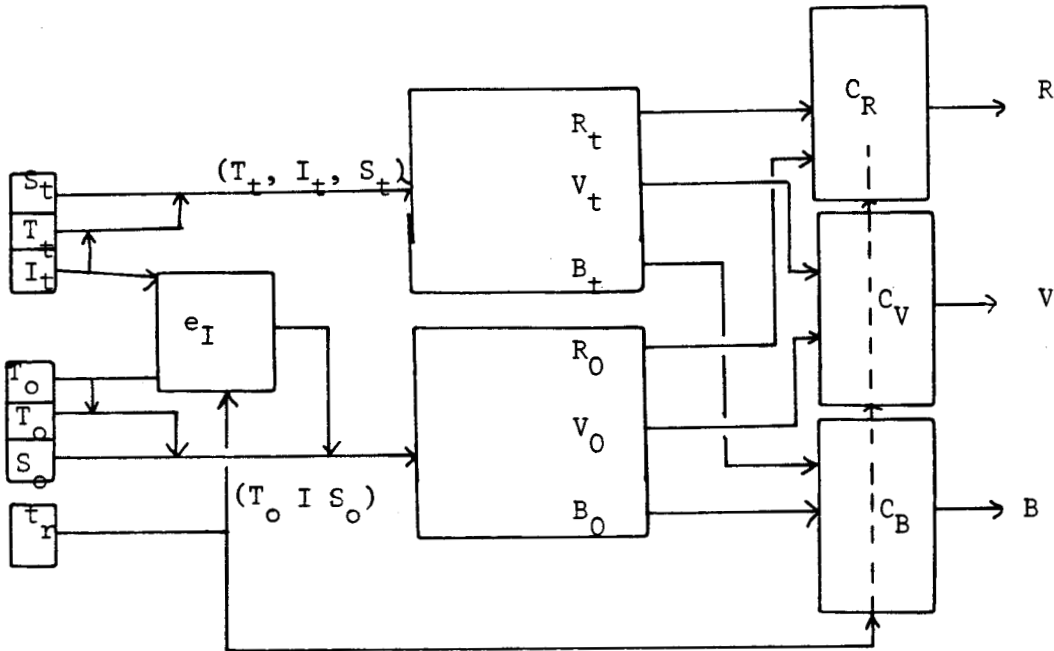 C_R
R
R_t
S_t
(T_t, I_t, S_t)
V_t
T_t
I_t
B_t
C_V
V
e_I
R_o
T_o
T_o
V_o
S_o
(T_o I S_o)
t_r
B_o
C_B
B